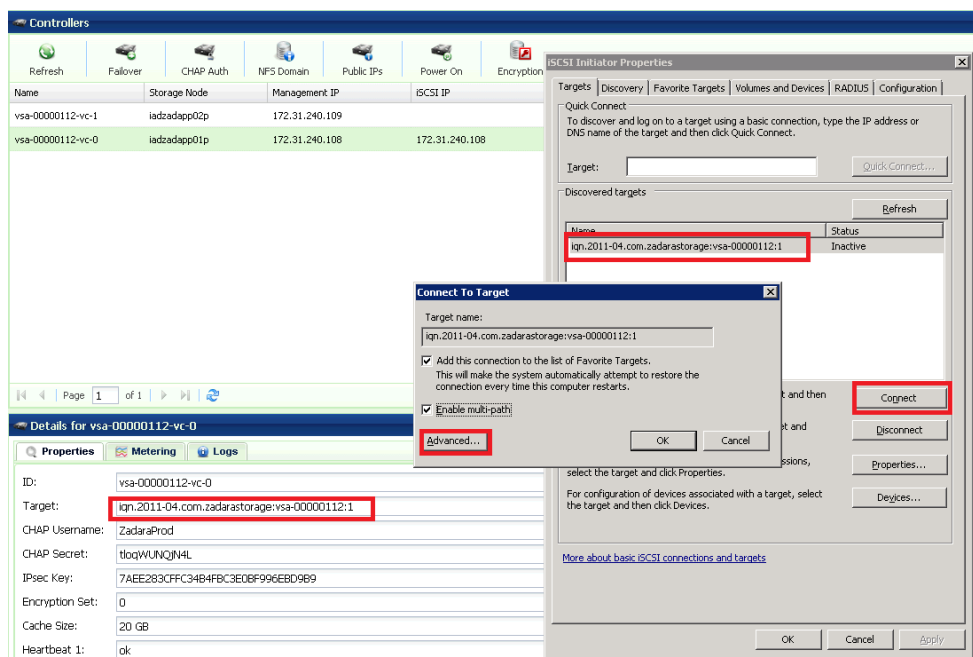 Controllers
Refresh
Failover
CHAP Auth
NFS Domain
Public IPs
Power On
Encryption
Name
Storage Node
Management IP
iSCSI IP
vsa-00000112-vc-1
iadzadapp02p
172.31.240.109
vsa-00000112-vc-0
iadzadapp01p
172.31.240.108
172.31.240.108
Page 1 of 1
Details for vsa-00000112-vc-0
Properties
Metering
Logs
ID:
vsa-00000112-vc-0
Target:
iqn.2011-04.com.zadarastorage:vsa-00000112:1
CHAP Username:
ZadaraProd
CHAP Secret:
tloqWUNQjN4L
IPsec Key:
7AEE283CFFC34B4FBC3E0BF996EBD9B9
Encryption Set:
0
Cache Size:
20 GB
Heartbeat 1:
ok
iSCSI Initiator Properties
Targets
Discovery
Favorite Targets
Volumes and Devices
RADIUS
Configuration
Quick Connect
To discover and log on to a target using a basic connection, type the IP address or
DNS name of the target and then click Quick Connect.
Target:
Quick Connect...
Discovered targets
Refresh
Name
Status
iqn.2011-04.com.zadarastorage:vsa-00000112:1
Inactive
Connect To Target
Target name:
iqn.2011-04.com.zadarastorage:vsa-00000112:1
Add this connection to the list of Favorite Targets.
This will make the system automatically attempt to restore the
connection every time this computer restarts.
Enable multi-path
Advanced...
OK
Cancel
t and then
Connect
et and
Disconnect
ssions,
select the target and click Properties.
Properties...
For configuration of devices associated with a target, select
the target and then click Devices.
Devices...
More about basic iSCSI connections and targets
OK
Cancel
Apply